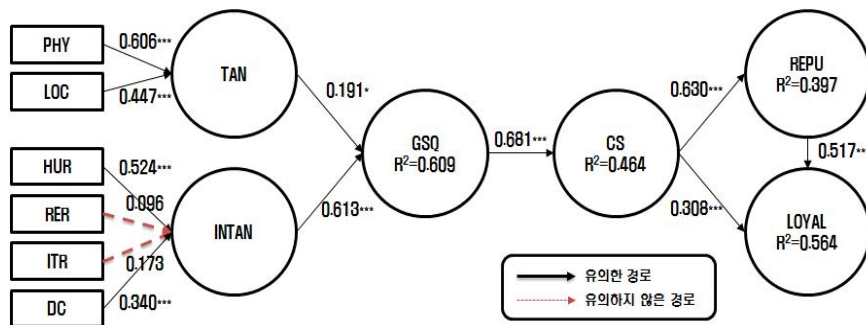 PHY
0.606***
LOC
0.447***
TAN
HUR
0.524***
RER
0.096
ITR
0.173
DC
0.340***
INTAN
0.191*
0.613***
GSQ
R²=0.609
0.681***
CS
R²=0.464
0.630***
0.308***
REPU
R²=0.397
0.517**
LOYAL
R²=0.564
유의한 경로
유의하지 않은 경로